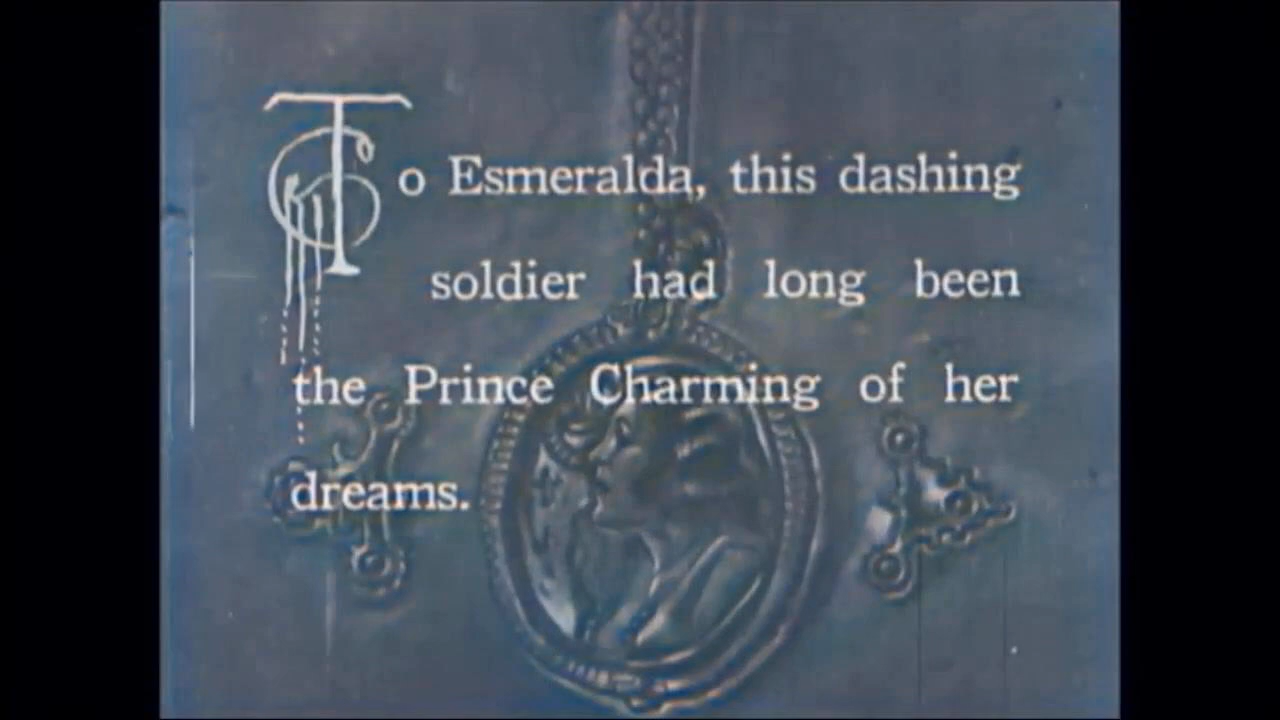 To Esmeralda, this dashing
soldier had long been
the Prince Charming of her
dreams.